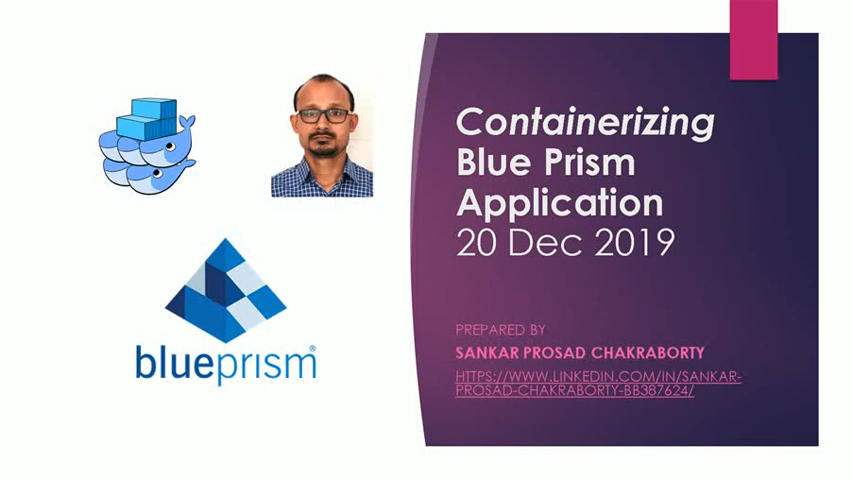 Containerizing
Blue Prism
Application
20 Dec 2019
PREPARED BY
SANKAR PROSAD CHAKRABORTY
HTTPS://WWW.LINKEDIN.COM/IN/SANKAR-
PROSAD-CHAKRABORTY-BB387624/
blueprism®